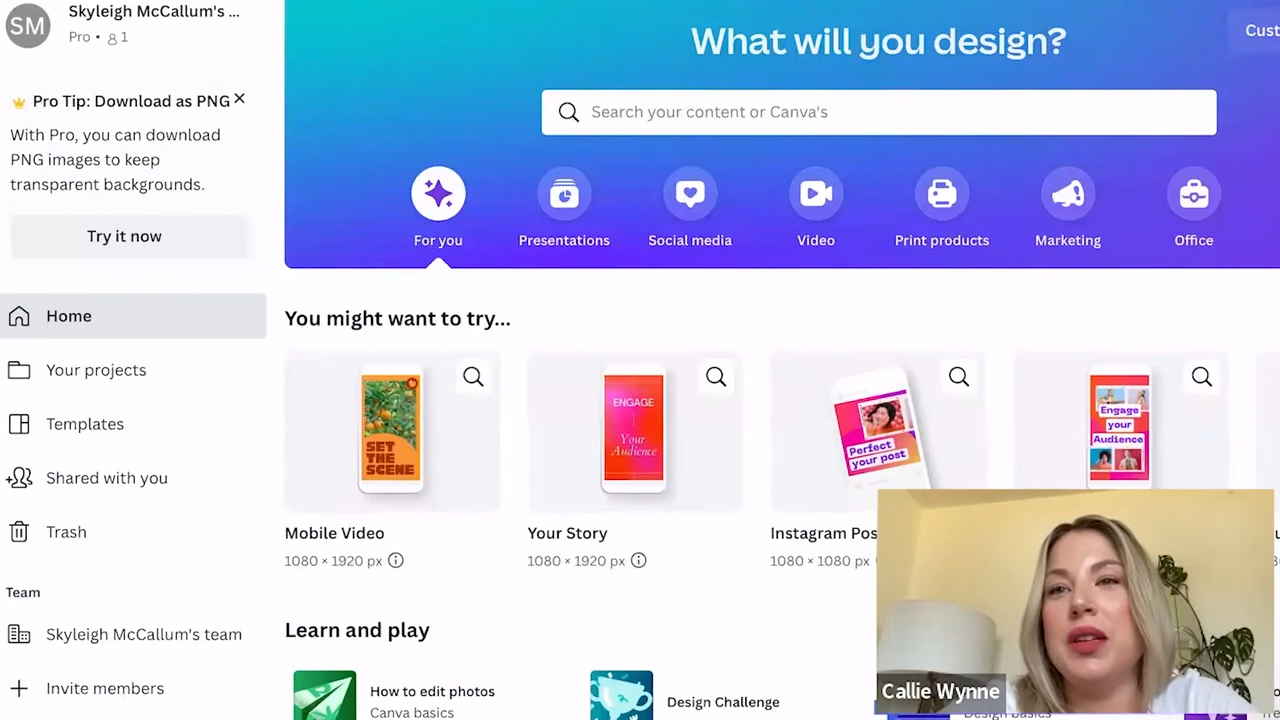 SM
Skyleigh McCallum's ...
Pro • 1
Pro Tip: Download as PNG
With Pro, you can download
PNG images to keep
transparent backgrounds.
Try it now
Home
Your projects
Templates
Shared with you
Trash
Team
Skyleigh McCallum's team
Invite members
What will you design?
Cust
Search your content or Canva's
For you
Presentations
Social media
Video
Print products
Marketing
Office
You might want to try...
SET
THE
SCENE
ENGAGE
Your
Audience
Perfect
your post
Engage
your
Audience
Mobile Video
1080 × 1920 px
Your Story
1080 × 1920 px
Instagram Pos
1080 × 1080 px
Learn and play
How to edit photos
Canva basics
Design Challenge
Design basics
Callie Wynne